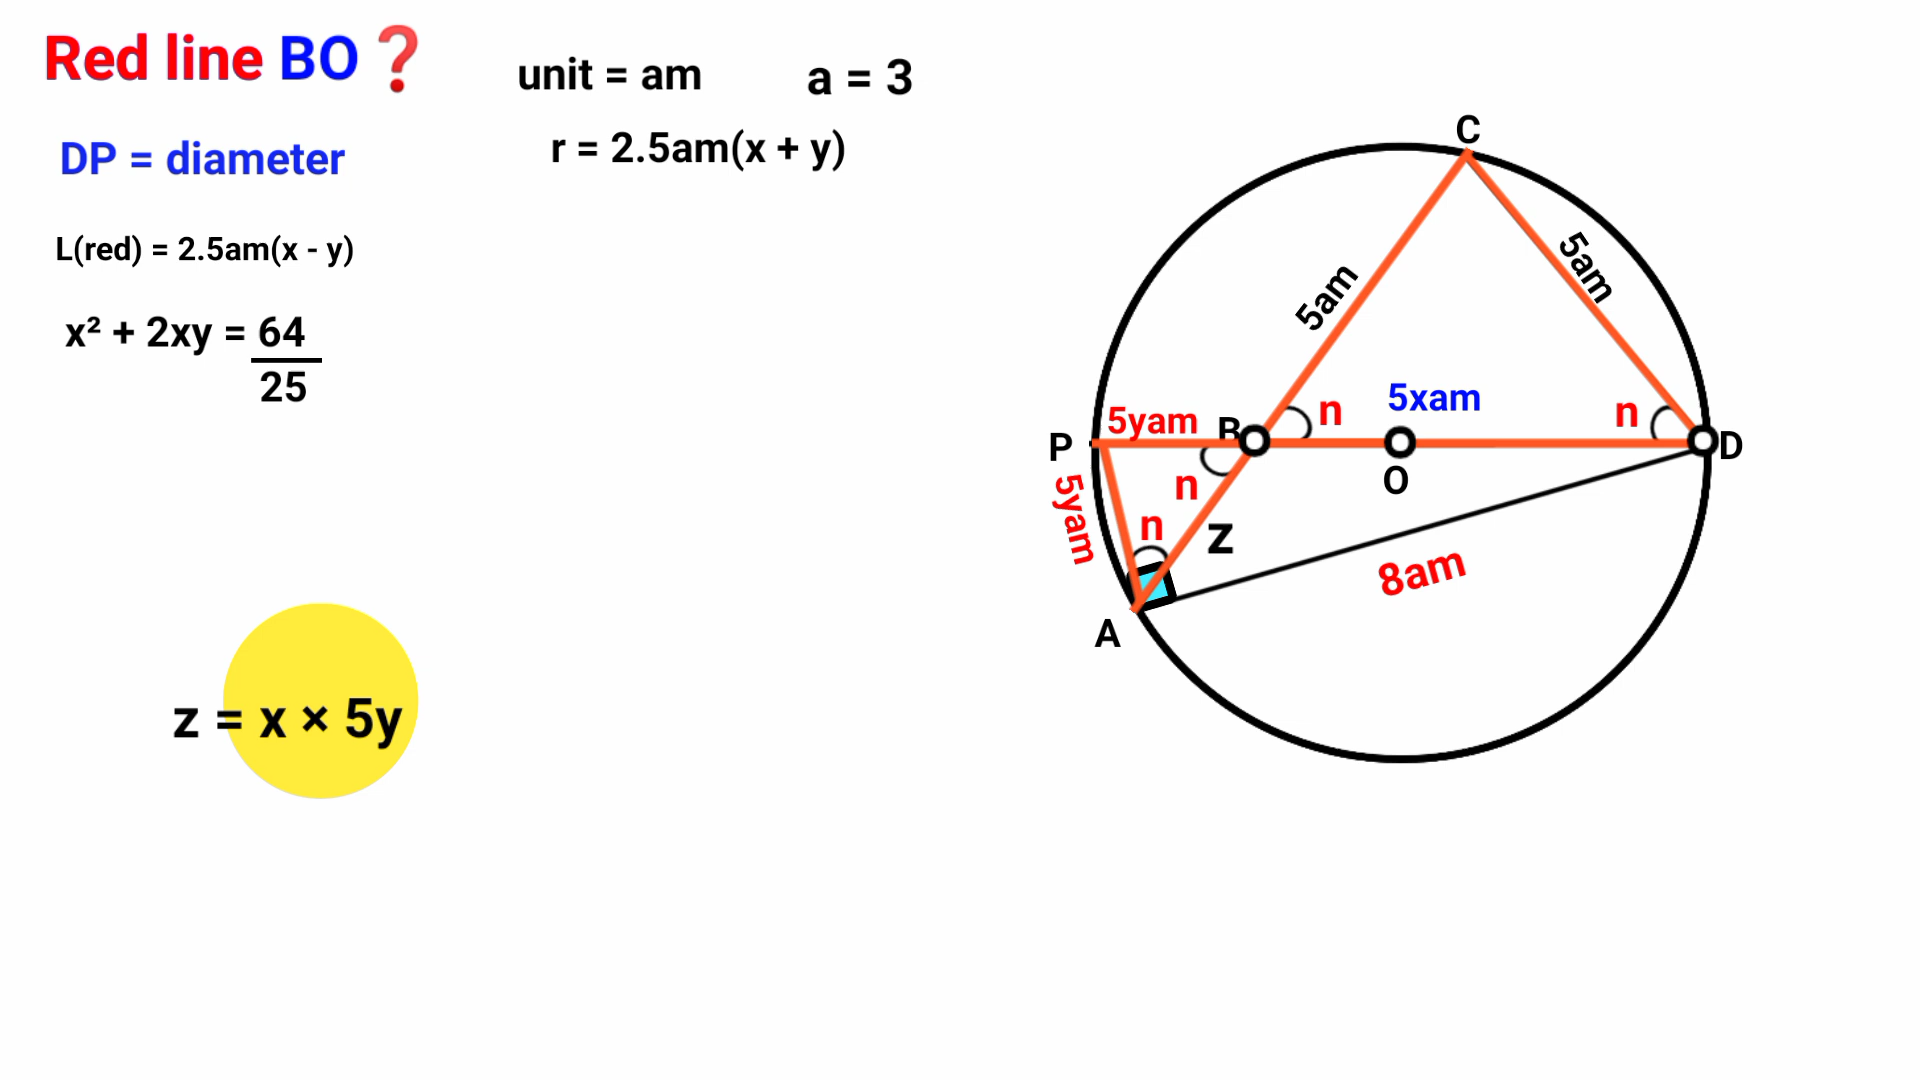 Red line BO❓
unit = am
a = 3
DP = diameter
r = 2.5am(x + y)
L(red) = 2.5am(x - y)
x² + 2xy = 64
25
z = x × 5y
C
5am
5am
5xam
n
n
5yam
B
P
D
O
n
5yam
n
z
8am
A